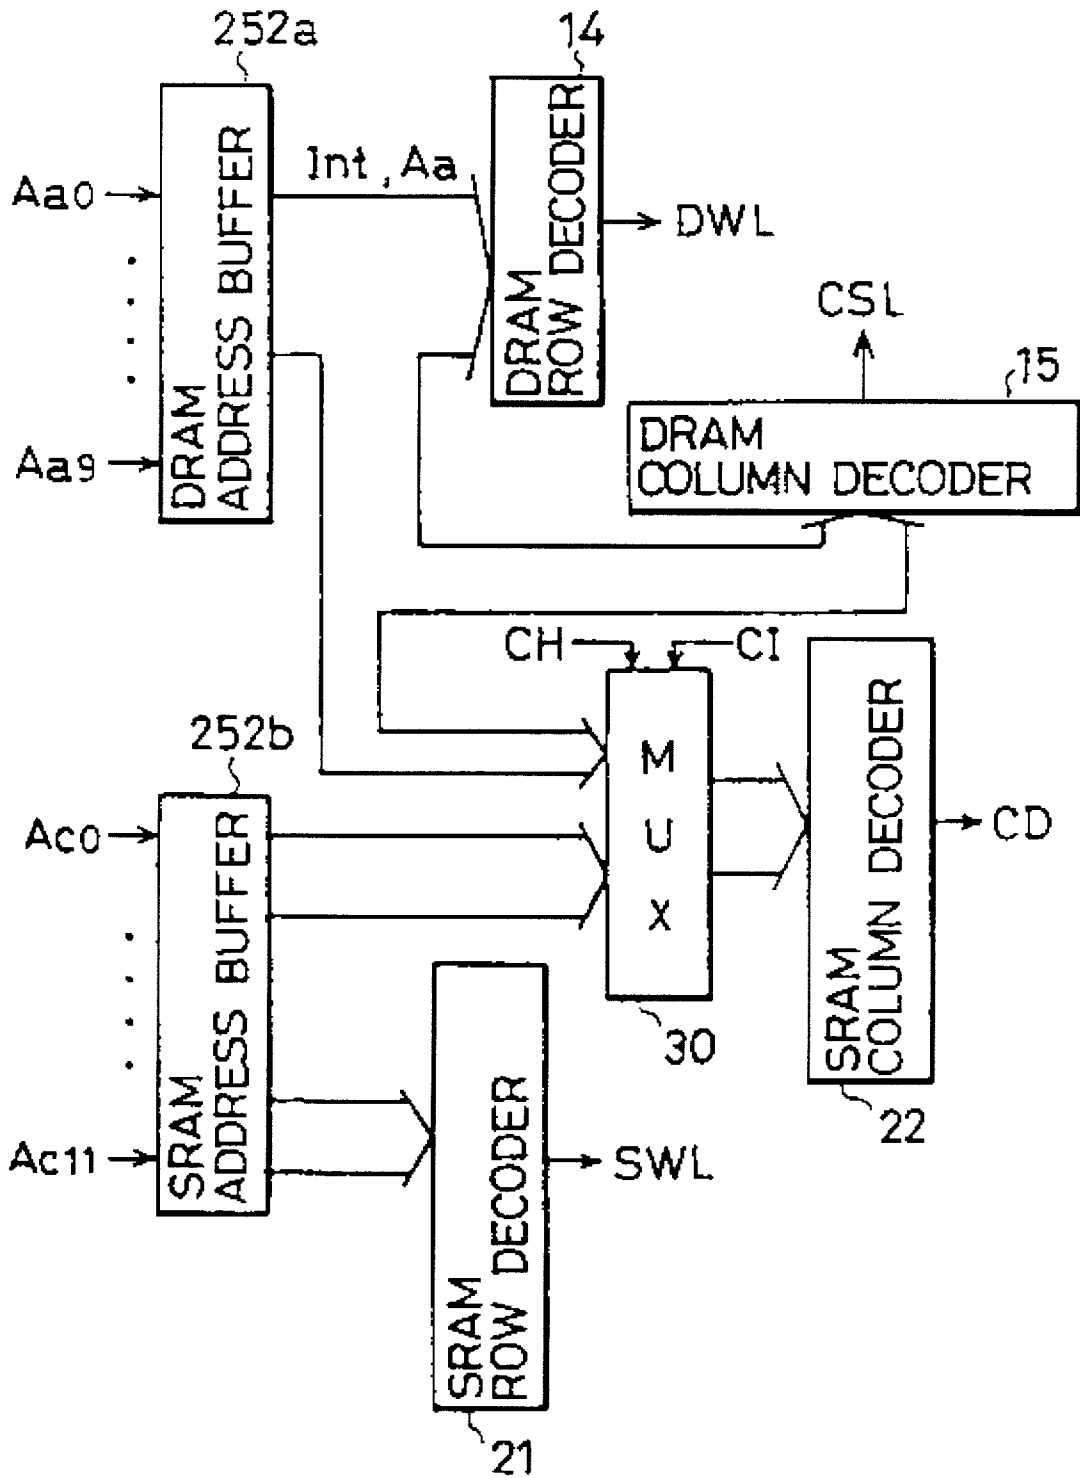 252a
14
Aa0
DRAM
ADDRESS BUFFER
Int, Aa
DRAM
ROW DECODER
DWL
CSL
15
DRAM
COLUMN DECODER
Aa9
CH
CI
252b
M
U
X
SRAM
COLUMN DECODER
CD
Ac0
SRAM
ADDRESS BUFFER
30
22
Ac11
SRAM
ROW DECODER
SWL
21